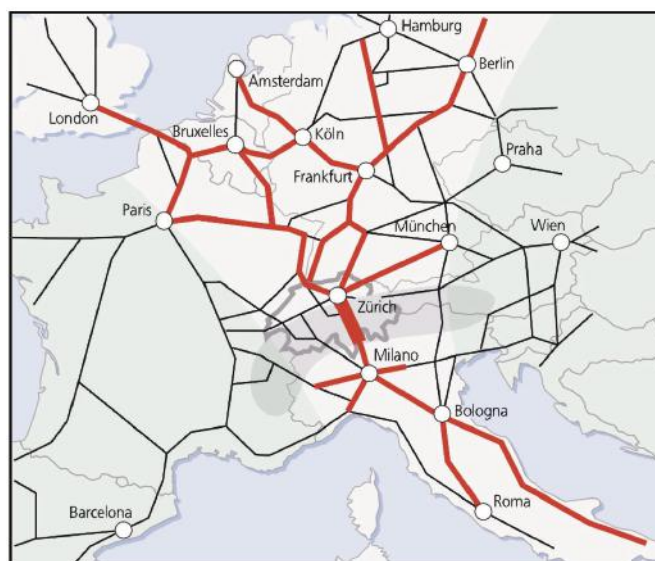 Hamburg
Berlin
Amsterdam
London
Bruxelles
Köln
Praha
Frankfurt
Paris
München
Wien
Zürich
Milano
Bologna
Roma
Barcelona